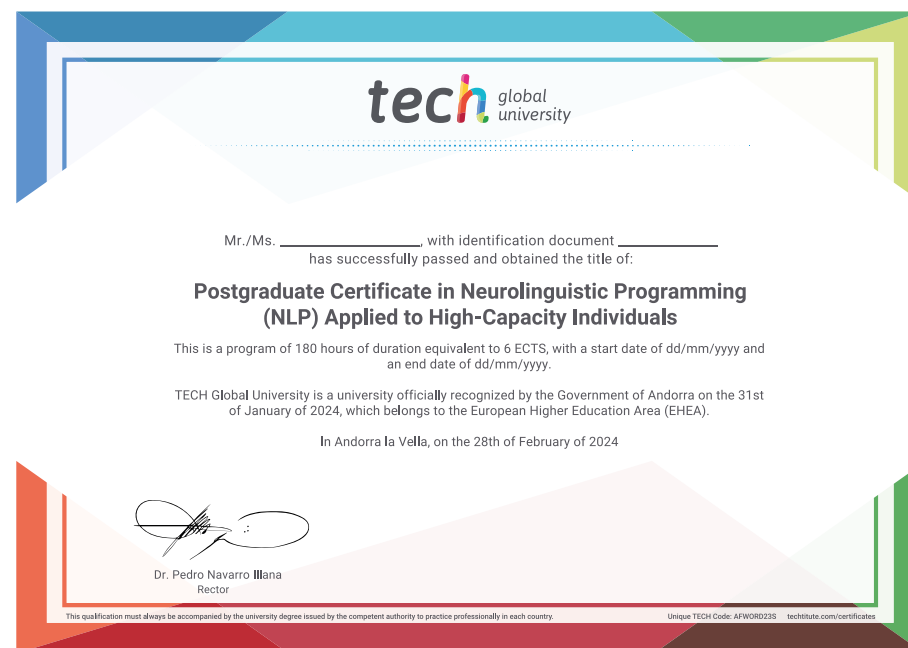 tech global university
Mr./Ms. ____________________, with identification document ______________
has successfully passed and obtained the title of:
Postgraduate Certificate in Neurolinguistic Programming
(NLP) Applied to High-Capacity Individuals
This is a program of 180 hours of duration equivalent to 6 ECTS, with a start date of dd/mm/yyyy and
an end date of dd/mm/yyyy.
TECH Global University is a university officially recognized by the Government of Andorra on the 31st
of January of 2024, which belongs to the European Higher Education Area (EHEA).
In Andorra la Vella, on the 28th of February of 2024
Dr. Pedro Navarro Illana
Rector
This qualification must always be accompanied by the university degree issued by the competent authority to practice professionally in each country.
Unique TECH Code: AFWORD23S techtitute.com/certificates